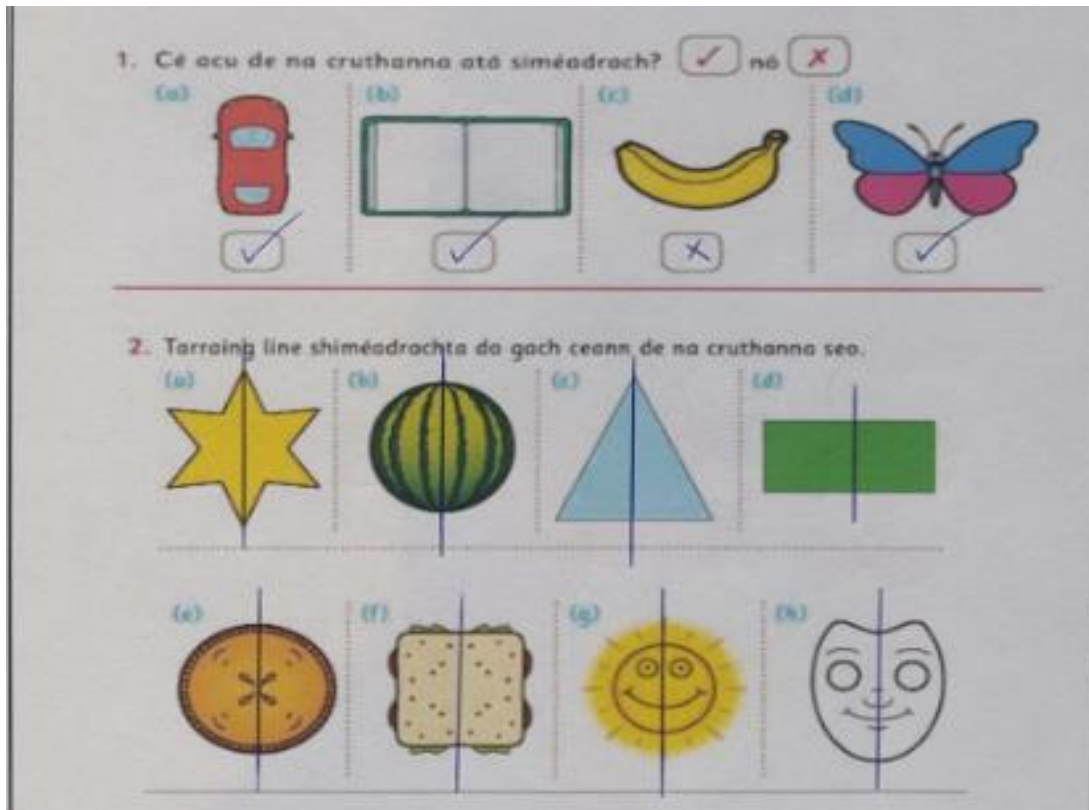 1. Cé acu de na cruthanna atá siméadrach? ✓ nó ✗
(a) (b) (c) (d)
✓ ✓ ✗ ✓
2. Tarraing líne shiméadrachta do gach ceann de na cruthanna seo.
(a) (b) (c) (d)
(e) (f) (g) (h)